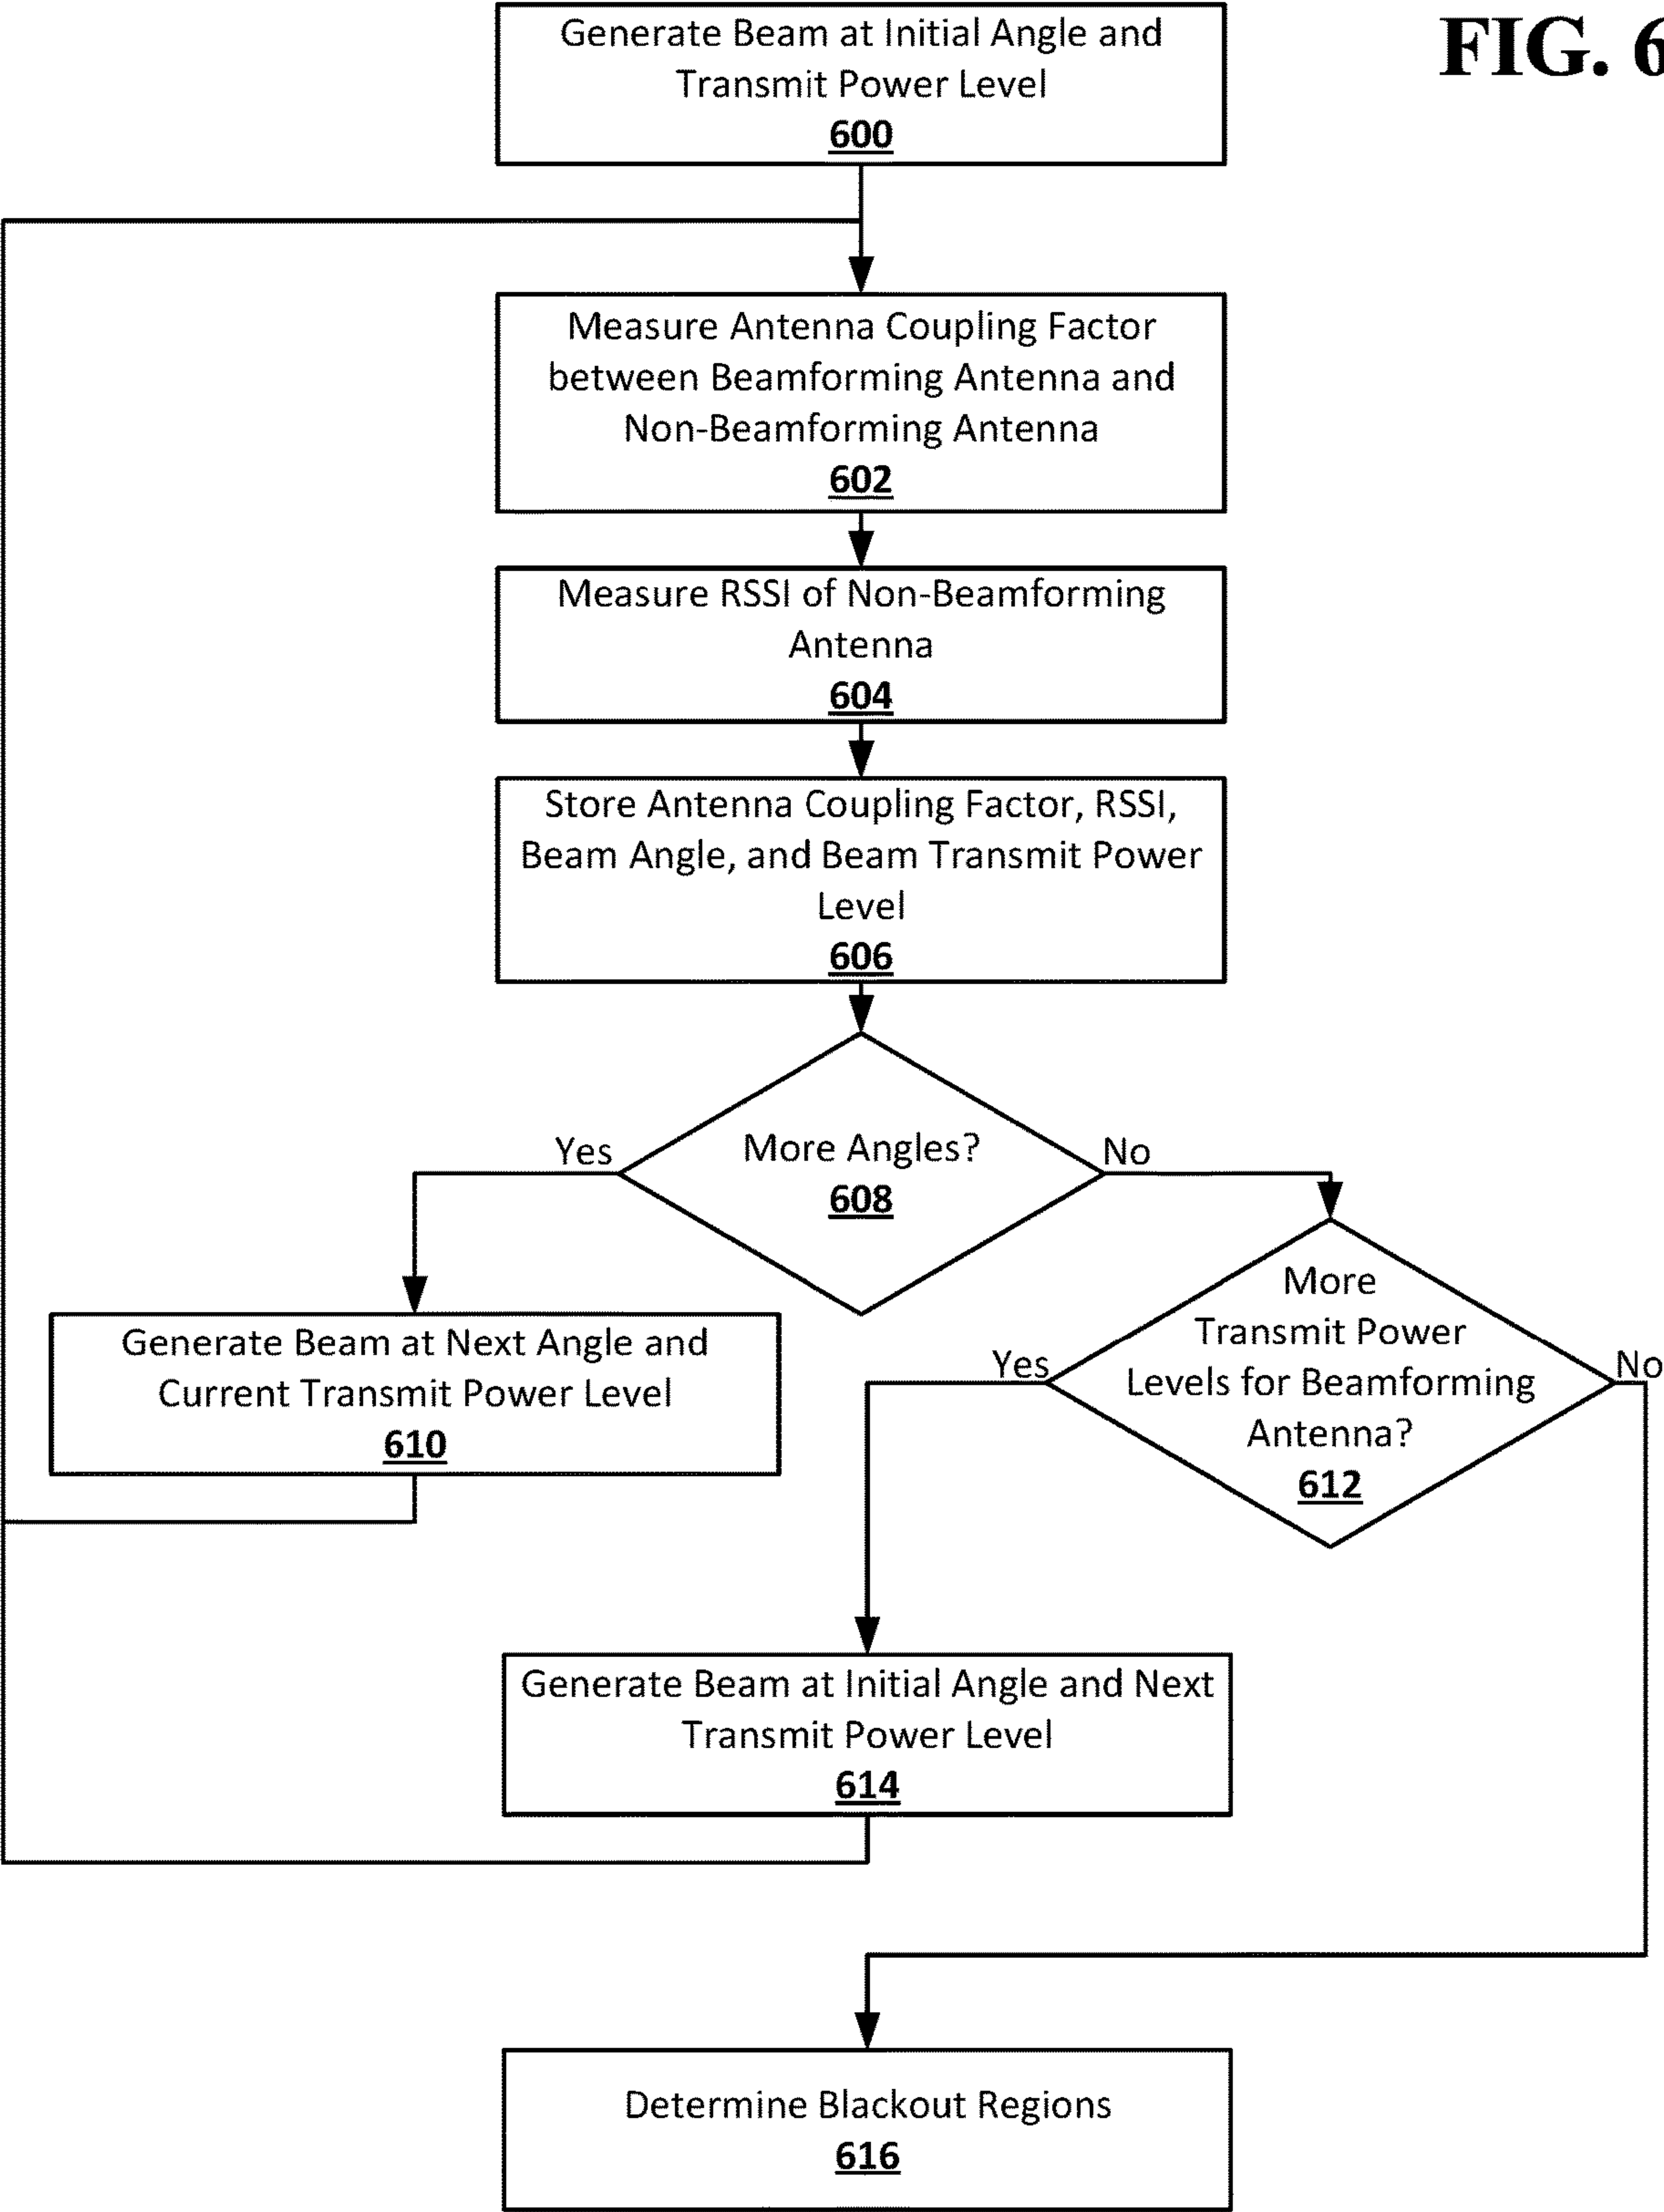 FIG. 6
Generate Beam at Initial Angle and
Transmit Power Level
600
Measure Antenna Coupling Factor
between Beamforming Antenna and
Non-Beamforming Antenna
602
Measure RSSI of Non-Beamforming
Antenna
604
Store Antenna Coupling Factor, RSSI,
Beam Angle, and Beam Transmit Power
Level
606
More Angles?
608
Yes
No
Generate Beam at Next Angle and
Current Transmit Power Level
610
More
Transmit Power
Levels for Beamforming
Antenna?
612
Yes
No
Generate Beam at Initial Angle and Next
Transmit Power Level
614
Determine Blackout Regions
616